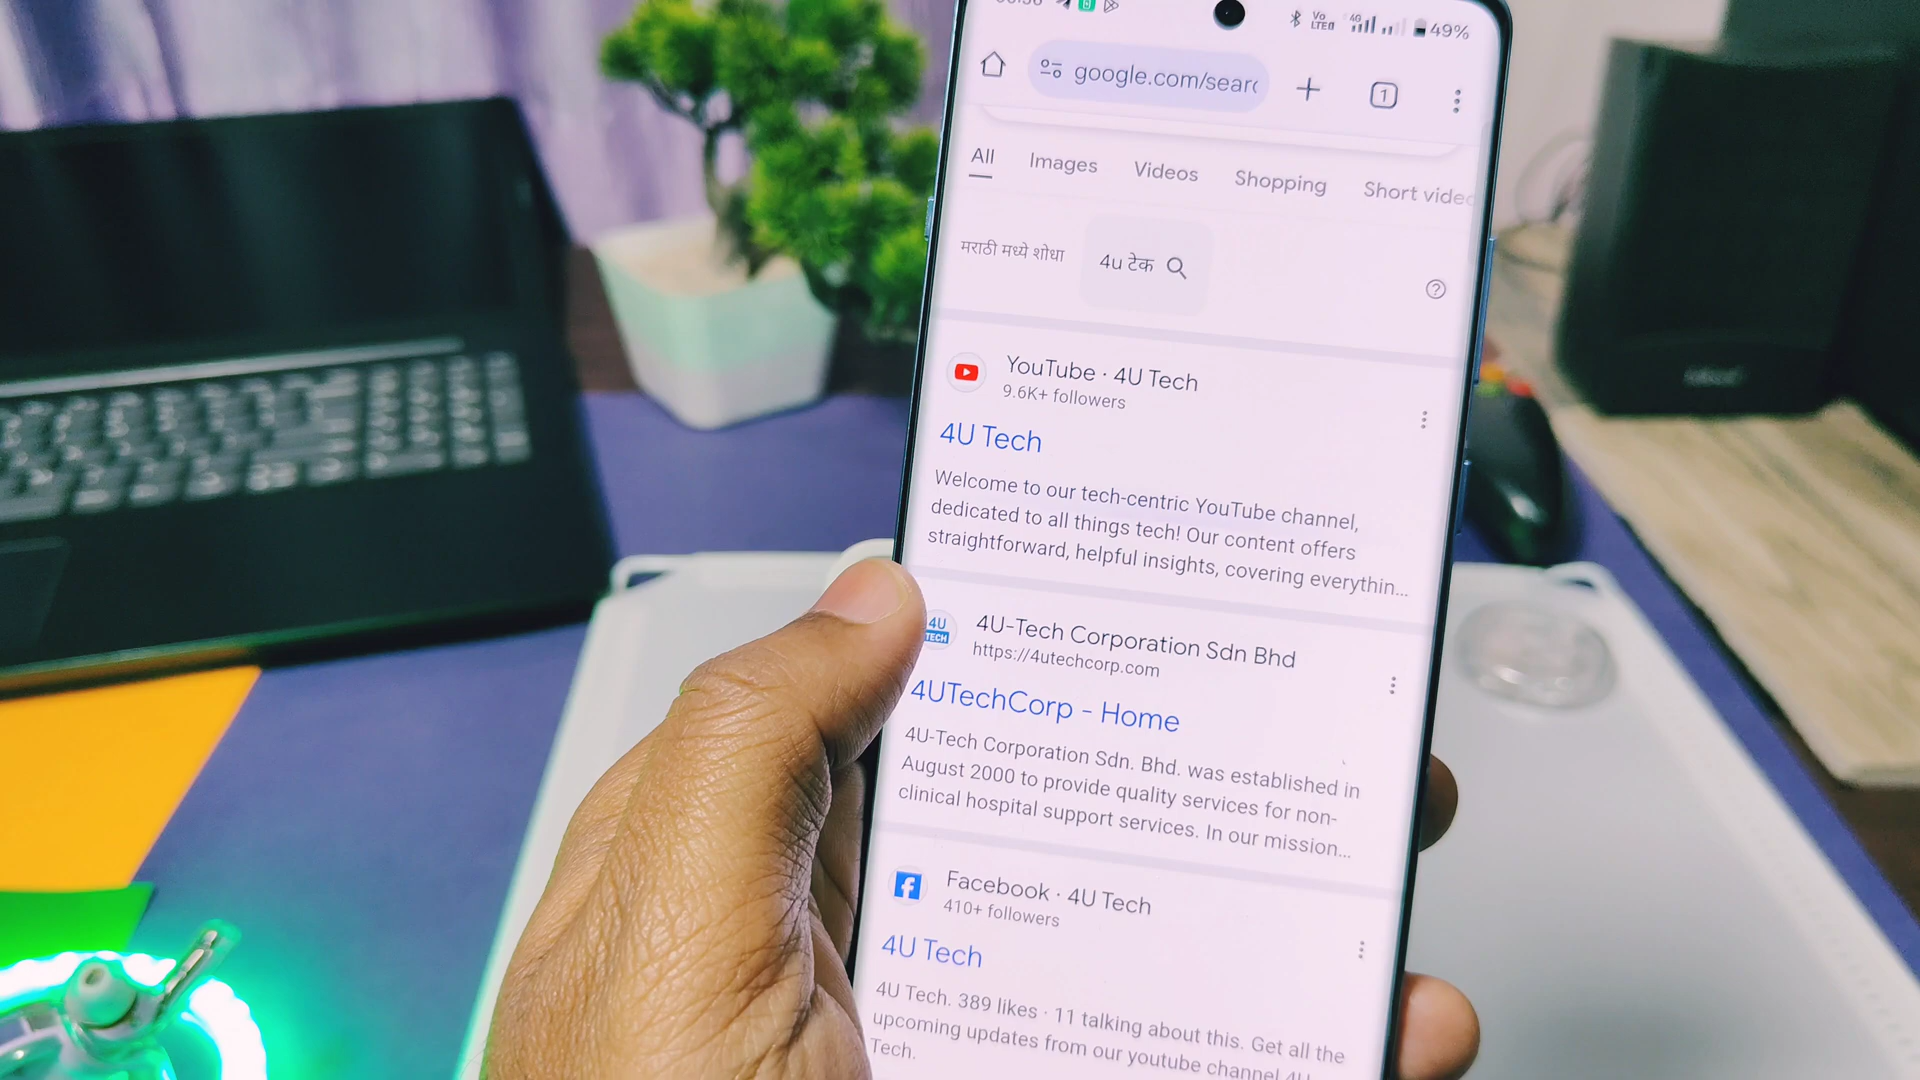 Vo
LTE
4G
49%
google.com/searc
1
All
Images
Videos
Shopping
Short
मराठी मध्ये शोधा
4u टेक
YouTube · 4U Tech
9.6K+ followers
4U Tech
Welcome to our tech-centric YouTube channel,
dedicated to all things tech! Our content offers
straightforward, helpful insights, covering everythin...
4U
TECH
4U-Tech Corporation Sdn Bhd
https://4utechcorp.com
4UTechCorp - Home
4U-Tech Corporation Sdn. Bhd. was established in
August 2000 to provide quality services for non-
clinical hospital support services. In our mission...
Facebook · 4U Tech
410+ followers
4U Tech
4U Tech. 389 likes · 11 talking about this. Get all the
upcoming updates from our youtube channel 4U
Tech.